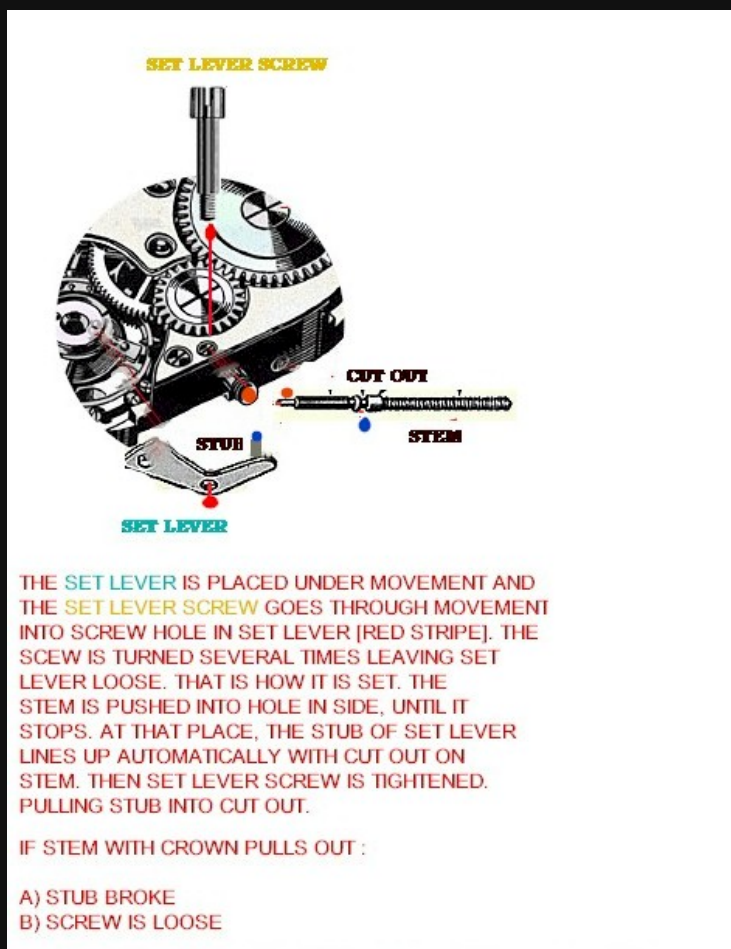 SET LEVER SCREW
CUT OUT
STUB
STEM
SET LEVER
THE SET LEVER IS PLACED UNDER MOVEMENT AND
THE SET LEVER SCREW GOES THROUGH MOVEMENT
INTO SCREW HOLE IN SET LEVER [RED STRIPE]. THE
SCEW IS TURNED SEVERAL TIMES LEAVING SET
LEVER LOOSE. THAT IS HOW IT IS SET. THE
STEM IS PUSHED INTO HOLE IN SIDE, UNTIL IT
STOPS. AT THAT PLACE, THE STUB OF SET LEVER
LINES UP AUTOMATICALLY WITH CUT OUT ON
STEM. THEN SET LEVER SCREW IS TIGHTENED.
PULLING STUB INTO CUT OUT.
IF STEM WITH CROWN PULLS OUT :
A) STUB BROKE
B) SCREW IS LOOSE